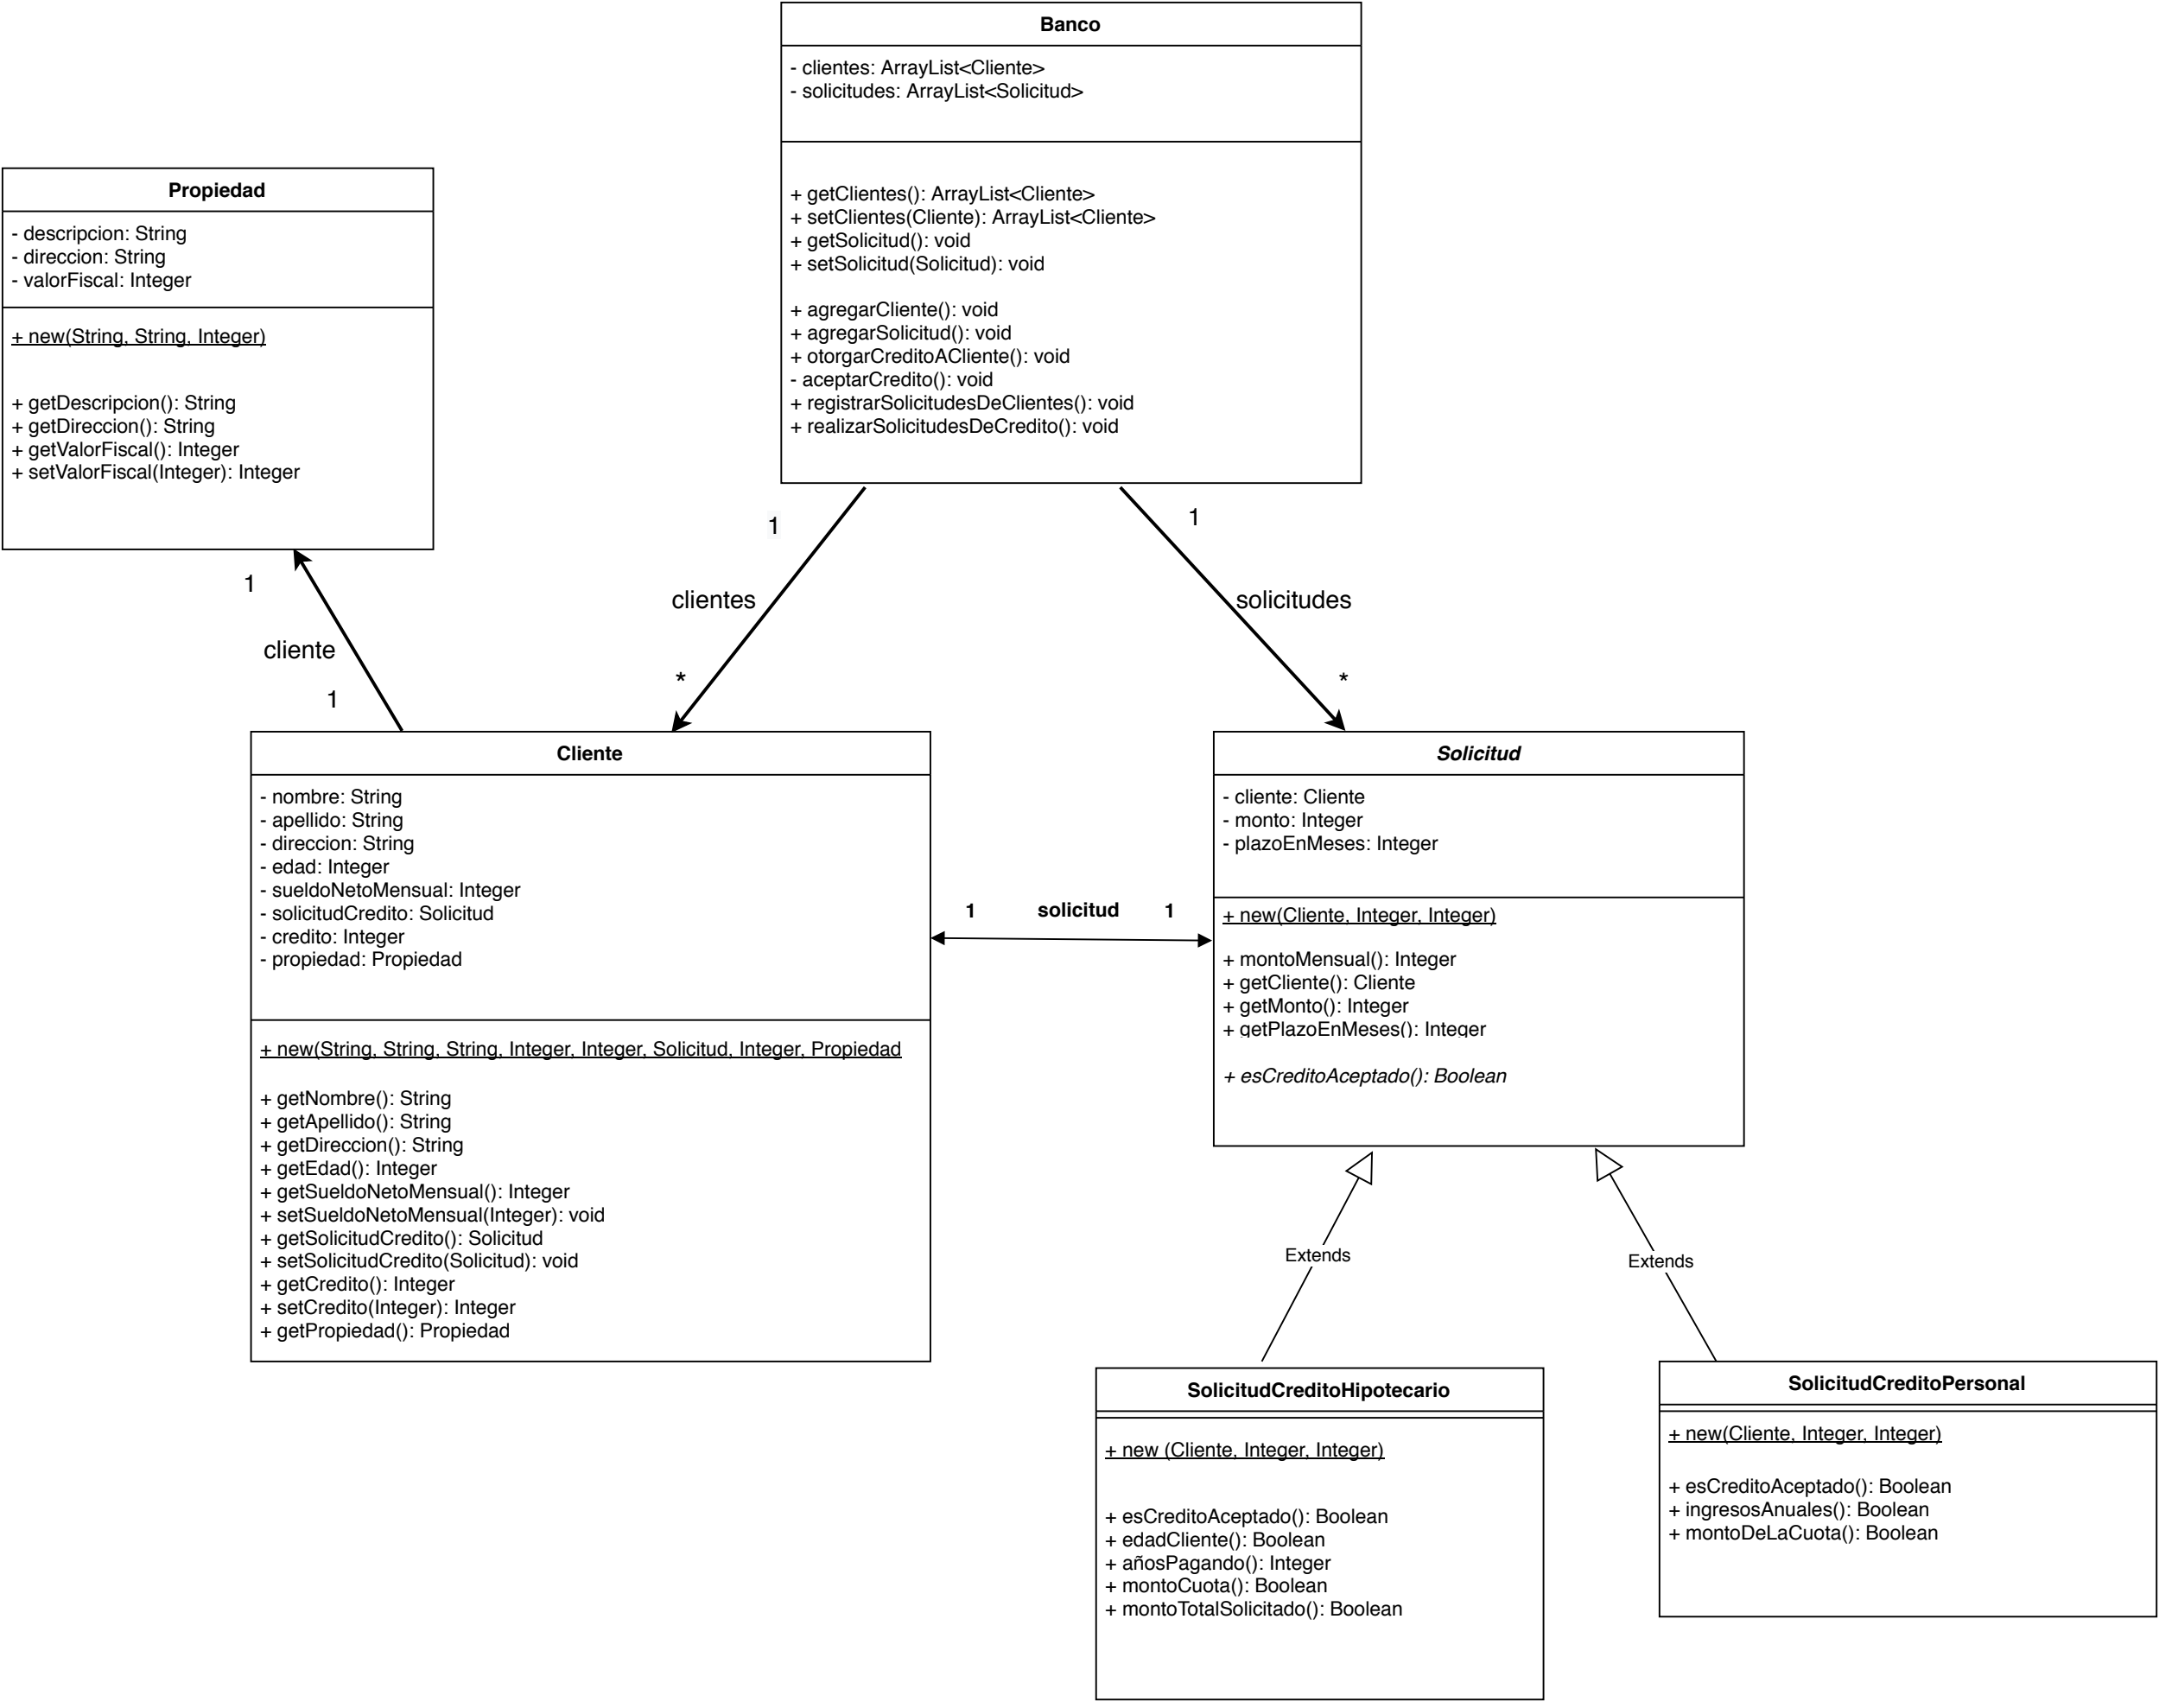 Banco
- clientes: ArrayList<Cliente>
- solicitudes: ArrayList<Solicitud>
+ getClientes(): ArrayList<Cliente>
+ setClientes(Cliente): ArrayList<Cliente>
+ getSolicitud(): void
+ setSolicitud(Solicitud): void
+ agregarCliente(): void
+ agregarSolicitud(): void
+ otorgarCreditoACliente(): void
- aceptarCredito(): void
+ registrarSolicitudesDeClientes(): void
+ realizarSolicitudesDeCredito(): void
Propiedad
- descripcion: String
- direccion: String
- valorFiscal: Integer
+ new(String, String, Integer)
+ getDescripcion(): String
+ getDireccion(): String
+ getValorFiscal(): Integer
+ setValorFiscal(Integer): Integer
1
cliente
1
1
clientes
*
1
solicitudes
*
Cliente
- nombre: String
- apellido: String
- direccion: String
- edad: Integer
- sueldoNetoMensual: Integer
- solicitudCredito: Solicitud
- credito: Integer
- propiedad: Propiedad
+ new(String, String, String, Integer, Integer, Solicitud, Integer, Propiedad
+ getNombre(): String
+ getApellido(): String
+ getDireccion(): String
+ getEdad(): Integer
+ getSueldoNetoMensual(): Integer
+ setSueldoNetoMensual(Integer): void
+ getSolicitudCredito(): Solicitud
+ setSolicitudCredito(Solicitud): void
+ getCredito(): Integer
+ setCredito(Integer): Integer
+ getPropiedad(): Propiedad
1 solicitud 1
Solicitud
- cliente: Cliente
- monto: Integer
- plazoEnMeses: Integer
+ new(Cliente, Integer, Integer)
+ montoMensual(): Integer
+ getCliente(): Cliente
+ getMonto(): Integer
+ getPlazoEnMeses(): Integer
+ esCreditoAceptado(): Boolean
Extends
Extends
SolicitudCreditoHipotecario
+ new (Cliente, Integer, Integer)
+ esCreditoAceptado(): Boolean
+ edadCliente(): Boolean
+ añosPagando(): Integer
+ montoCuota(): Boolean
+ montoTotalSolicitado(): Boolean
SolicitudCreditoPersonal
+ new(Cliente, Integer, Integer)
+ esCreditoAceptado(): Boolean
+ ingresosAnuales(): Boolean
+ montoDeLaCuota(): Boolean